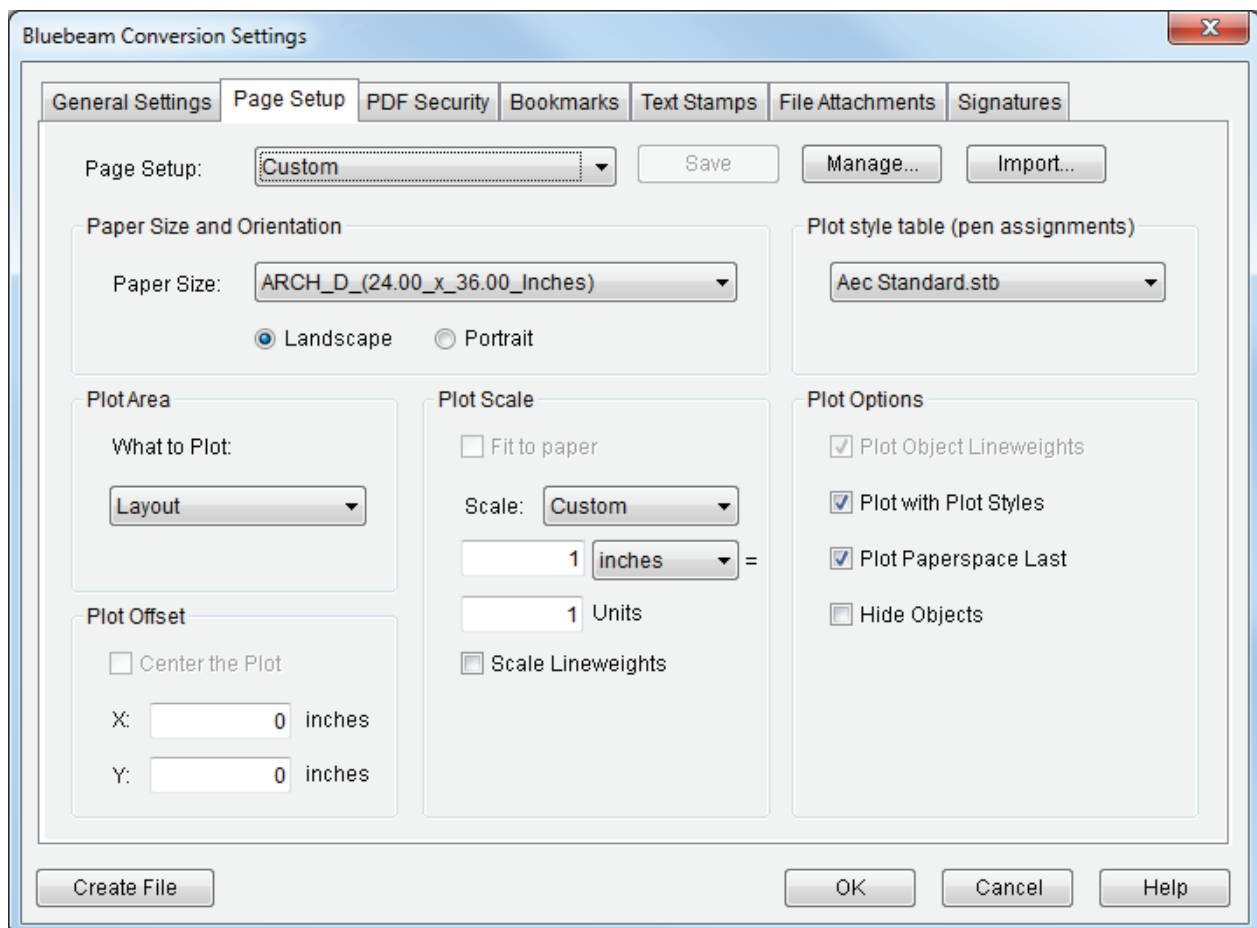 Bluebeam Conversion Settings
X
General Settings Page Setup PDF Security Bookmarks Text Stamps File Attachments Signatures
Page Setup: Custom Save Manage... Import...
Paper Size and Orientation
Paper Size: ARCH_D_(24.00_x_36.00_Inches)
Landscape Portrait
Plot style table (pen assignments)
Aec Standard.stb
Plot Area
What to Plot:
Layout
Plot Offset
Center the Plot
X: 0 inches
Y: 0 inches
Plot Scale
Fit to paper
Scale: Custom
1 inches =
1 Units
Scale Lineweights
Plot Options
Plot Object Lineweights
Plot with Plot Styles
Plot Paperspace Last
Hide Objects
Create File OK Cancel Help